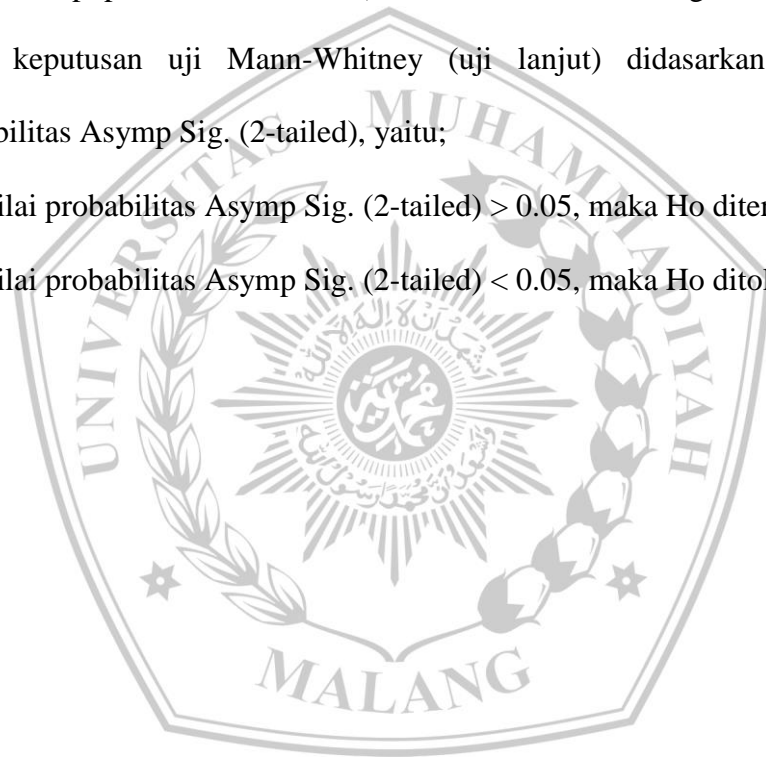 keputusan uji Mann-Whitney (uji lanjut) didasarkan
bilitas Asymp Sig. (2-tailed), yaitu;
ilai probabilitas Asymp Sig. (2-tailed) > 0.05, maka Ho diter
ilai probabilitas Asymp Sig. (2-tailed) < 0.05, maka Ho ditol
UNIVERSITAS MUHAMMADIYAH
MALANG